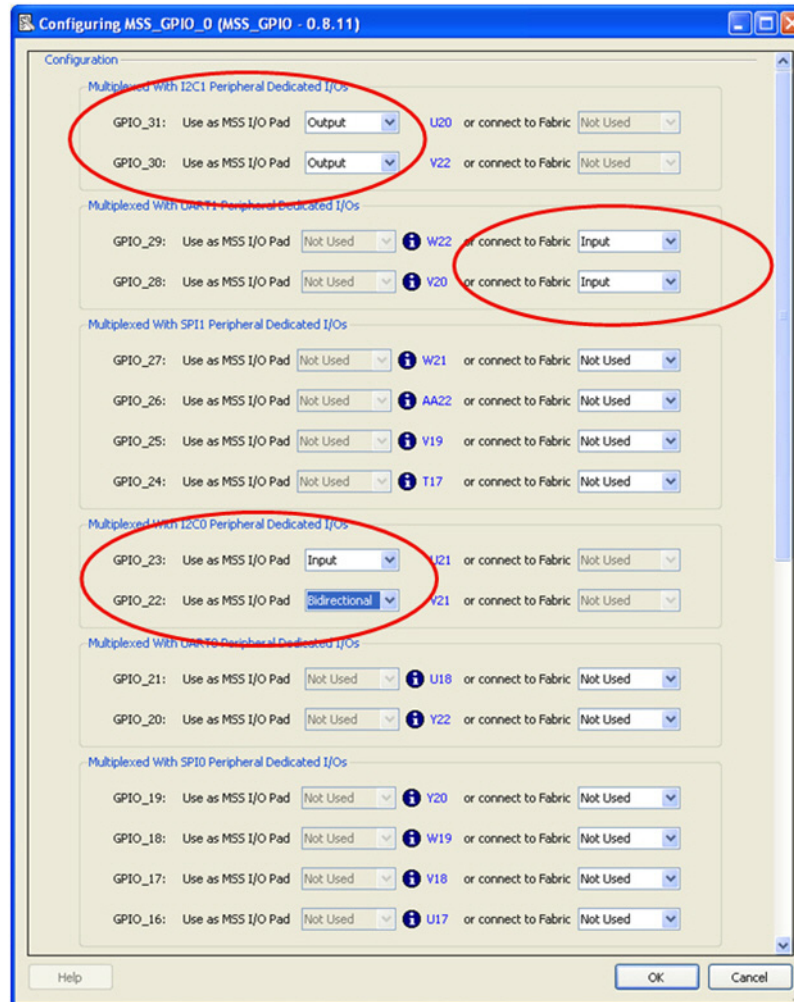 Configuring MSS_GPIO_0 (MSS_GPIO - 0.8.11)
Configuration
Multiplexed With I2C1 Peripheral Dedicated I/Os
GPIO_31: Use as MSS I/O Pad Output U20 or connect to Fabric Not Used
GPIO_30: Use as MSS I/O Pad Output V22 or connect to Fabric Not Used
Multiplexed With UART1 Peripheral Dedicated I/Os
GPIO_29: Use as MSS I/O Pad Not Used W22 or connect to Fabric Input
GPIO_28: Use as MSS I/O Pad Not Used V20 or connect to Fabric Input
Multiplexed With SPI1 Peripheral Dedicated I/Os
GPIO_27: Use as MSS I/O Pad Not Used W21 or connect to Fabric Not Used
GPIO_26: Use as MSS I/O Pad Not Used AA22 or connect to Fabric Not Used
GPIO_25: Use as MSS I/O Pad Not Used V19 or connect to Fabric Not Used
GPIO_24: Use as MSS I/O Pad Not Used T17 or connect to Fabric Not Used
Multiplexed With I2C0 Peripheral Dedicated I/Os
GPIO_23: Use as MSS I/O Pad Input U21 or connect to Fabric Not Used
GPIO_22: Use as MSS I/O Pad Bidirectional V21 or connect to Fabric Not Used
Multiplexed With UART0 Peripheral Dedicated I/Os
GPIO_21: Use as MSS I/O Pad Not Used U18 or connect to Fabric Not Used
GPIO_20: Use as MSS I/O Pad Not Used Y22 or connect to Fabric Not Used
Multiplexed With SPI0 Peripheral Dedicated I/Os
GPIO_19: Use as MSS I/O Pad Not Used Y20 or connect to Fabric Not Used
GPIO_18: Use as MSS I/O Pad Not Used W19 or connect to Fabric Not Used
GPIO_17: Use as MSS I/O Pad Not Used V18 or connect to Fabric Not Used
GPIO_16: Use as MSS I/O Pad Not Used U17 or connect to Fabric Not Used
Help OK Cancel